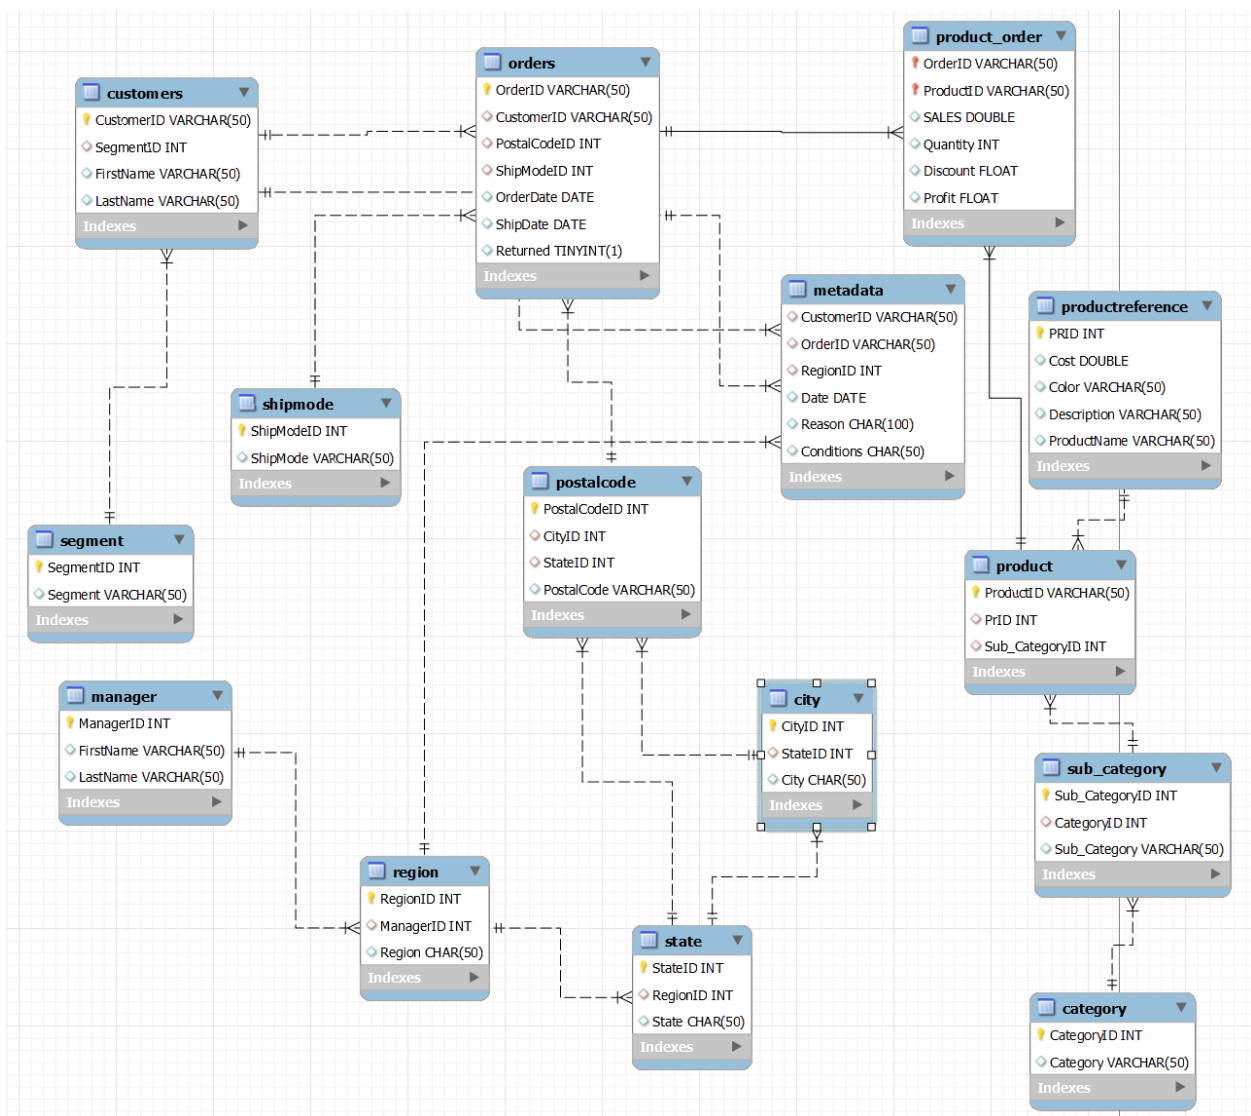 customers
CustomerID VARCHAR(50)
SegmentID INT
FirstName VARCHAR(50)
LastName VARCHAR(50)
Indexes
orders
OrderID VARCHAR(50)
CustomerID VARCHAR(50)
PostalCodeID INT
ShipModeID INT
OrderDate DATE
ShipDate DATE
Returned TINYINT(1)
Indexes
product_order
OrderID VARCHAR(50)
ProductID VARCHAR(50)
SALES DOUBLE
Quantity INT
Discount FLOAT
Profit FLOAT
Indexes
metadata
CustomerID VARCHAR(50)
OrderID VARCHAR(50)
RegionID INT
Date DATE
Reason CHAR(100)
Conditions CHAR(50)
Indexes
productreference
PRID INT
Cost DOUBLE
Color VARCHAR(50)
Description VARCHAR(50)
ProductName VARCHAR(50)
Indexes
shipmode
ShipModeID INT
ShipMode VARCHAR(50)
Indexes
postalcode
PostalCodeID INT
CityID INT
StateID INT
PostalCode VARCHAR(50)
Indexes
segment
SegmentID INT
Segment VARCHAR(50)
Indexes
product
ProductID VARCHAR(50)
PrID INT
Sub_CategoryID INT
Indexes
manager
ManagerID INT
FirstName VARCHAR(50)
LastName VARCHAR(50)
Indexes
city
CityID INT
StateID INT
City CHAR(50)
Indexes
sub_category
Sub_CategoryID INT
CategoryID INT
Sub_Category VARCHAR(50)
Indexes
region
RegionID INT
ManagerID INT
Region CHAR(50)
Indexes
state
StateID INT
RegionID INT
State CHAR(50)
Indexes
category
CategoryID INT
Category VARCHAR(50)
Indexes